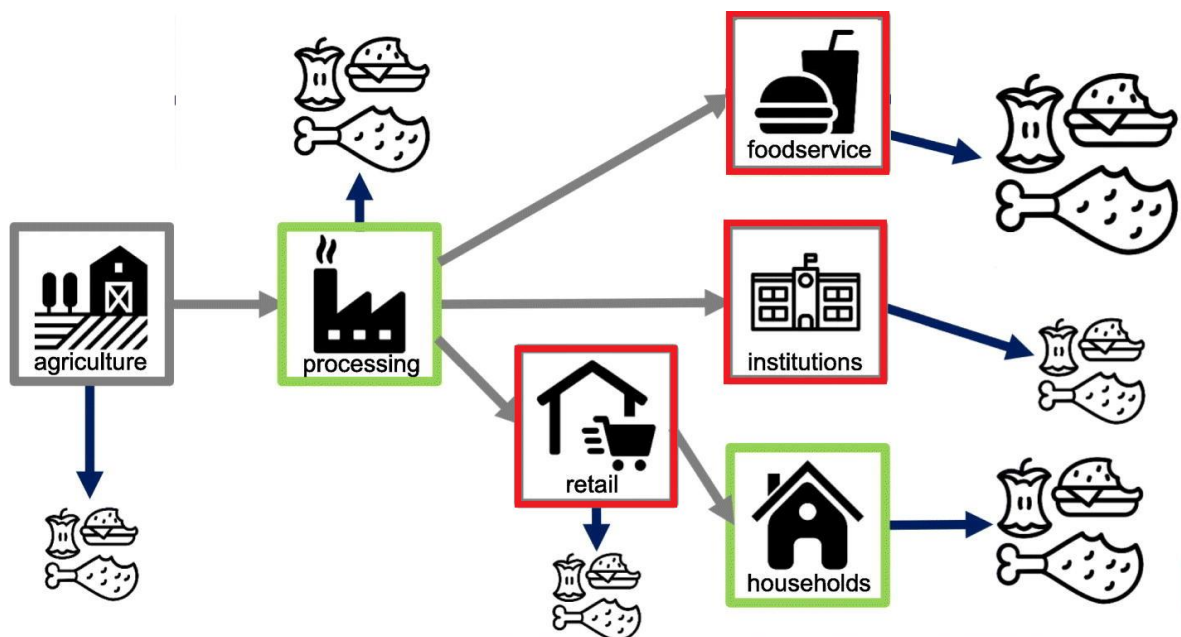 foodservice
agriculture
processing
institutions
retail
households